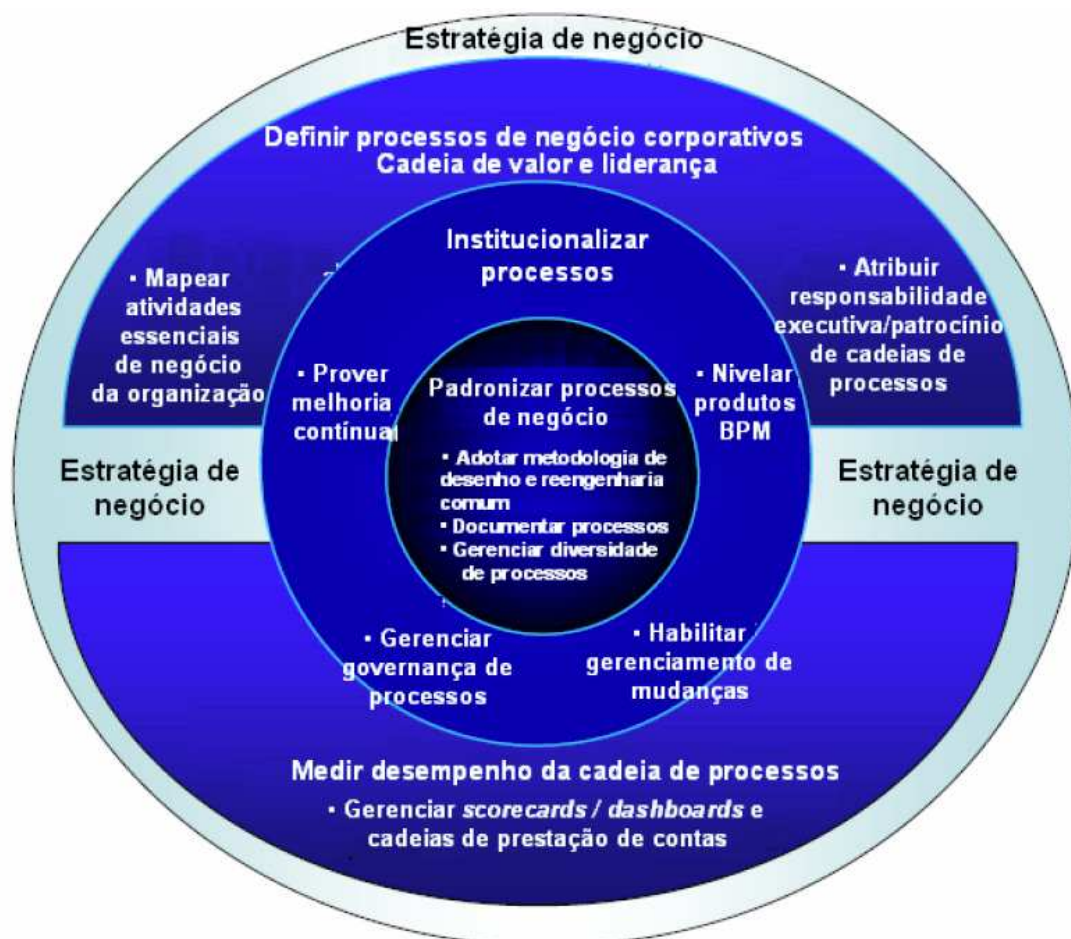 Estratégia de negócio
Definir processos de negócio corporativos
Cadeia de valor e liderança
Institucionalizar
processos
• Mapear
atividades
essenciais
de negócio
da organização
• Atribuir
responsabilidade
executiva/patrocínio
de cadeias de
processos
• Prover
melhoria
contínua
Padronizar processos
de negócio
• Adotar metodologia de
desenho e reengenharia
comum
• Documentar processos
• Gerenciar diversidade
de processos
• Nivelar
produtos
BPM
Estratégia de
negócio
Estratégia de
negócio
• Gerenciar
governança de
processos
• Habilitar
gerenciamento de
mudanças
Medir desempenho da cadeia de processos
• Gerenciar scorecards / dashboards e
cadeias de prestação de contas